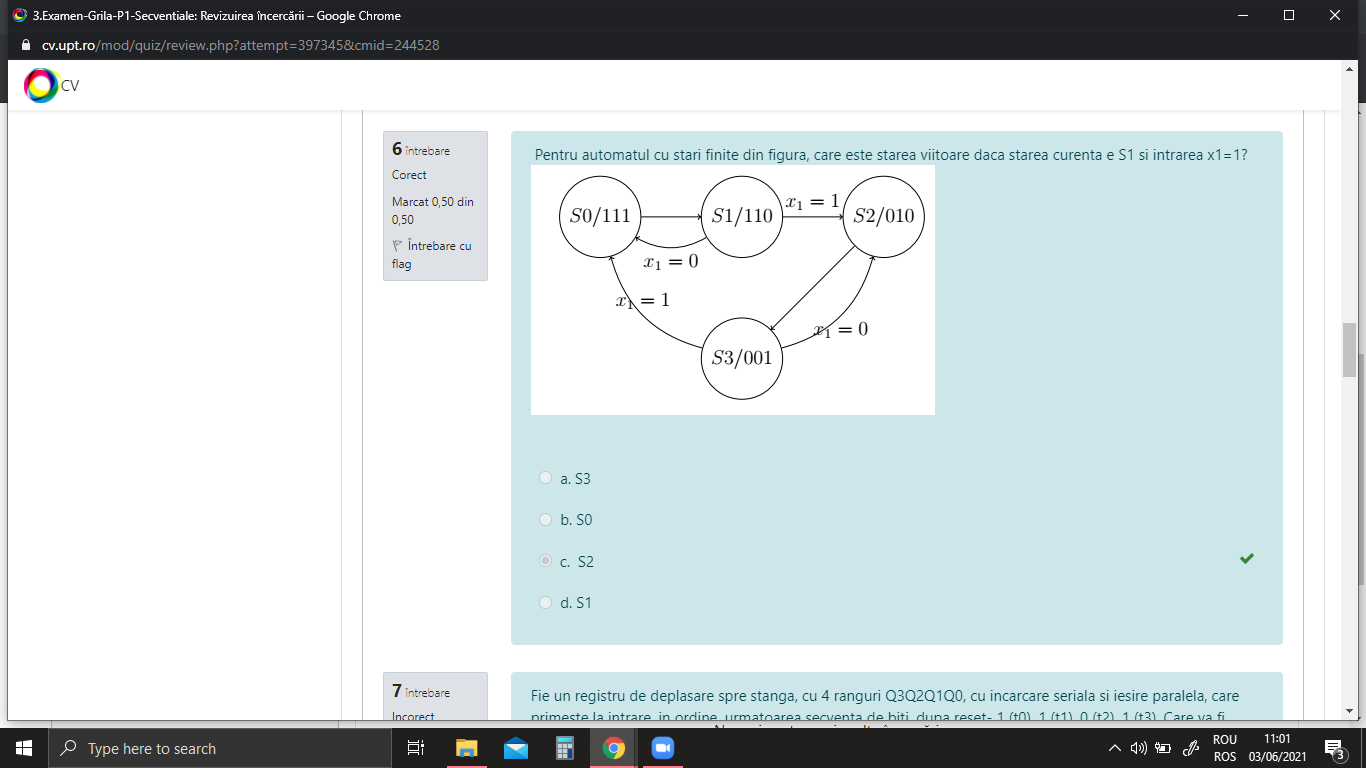 3.Examen-Grila-P1-Secventiale: Revizuirea încercării – Google Chrome
cv.upt.ro/mod/quiz/review.php?attempt=397345&cmid=244528
CV
6 întrebare
Corect
Marcat 0,50 din
0,50
Întrebare cu
flag
Pentru automatul cu stari finite din figura, care este starea viitoare daca starea curenta e S1 si intrarea x1=1?
S0/111
S1/110
x₁ = 1
S2/010
x₁ = 0
x₁ = 1
x₁ = 0
S3/001
a. S3
b. S0
c. S2
d. S1
7 întrebare
Incorect
Fie un registru de deplasare spre stanga, cu 4 ranguri Q3Q2Q1Q0, cu incarcare seriala si iesire paralela, care
primeste la intrare, in ordine, urmatoarea secventa de biti, dupa reset- 1 (t0), 1 (t1), 0 (t2), 1 (t3). Care va fi
Type here to search
ROU
ROS
11:01
03/06/2021
3